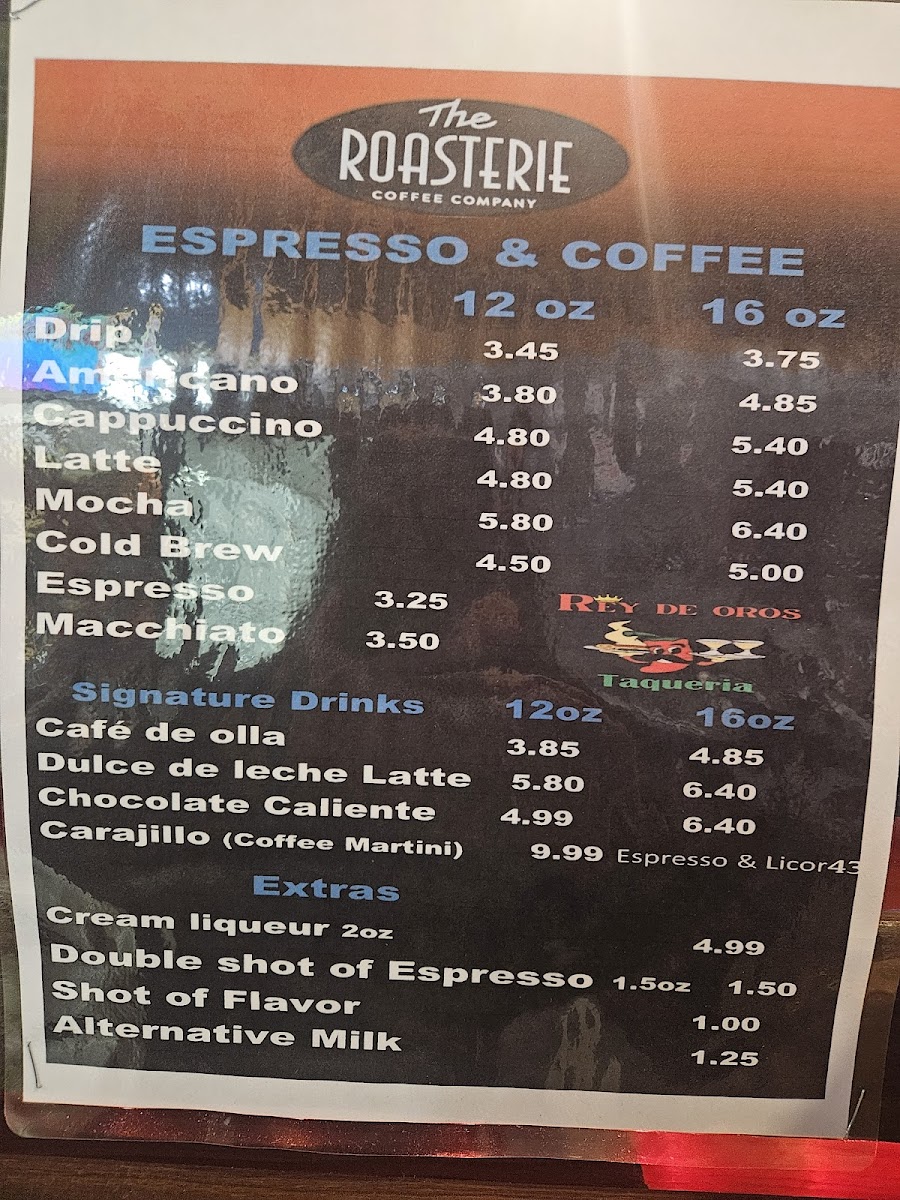 The
ROASTERIE
COFFEE COMPANY
ESPRESSO & COFFEE
12 oz 16 oz
Drip 3.45 3.75
Americano 3.80 4.85
Cappuccino 4.80 5.40
Latte 4.80 5.40
Mocha 5.80 6.40
Cold Brew 4.50 5.00
Espresso 3.25
Macchiato 3.50
REY DE OROS
Taqueria
Signature Drinks 12oz 16oz
Café de olla 3.85 4.85
Dulce de leche Latte 5.80 6.40
Chocolate Caliente 4.99 6.40
Carajillo (Coffee Martini) 9.99 Espresso & Licor43
Extras
Cream liqueur 2oz 4.99
Double shot of Espresso 1.5oz 1.50
Shot of Flavor 1.00
Alternative Milk 1.25